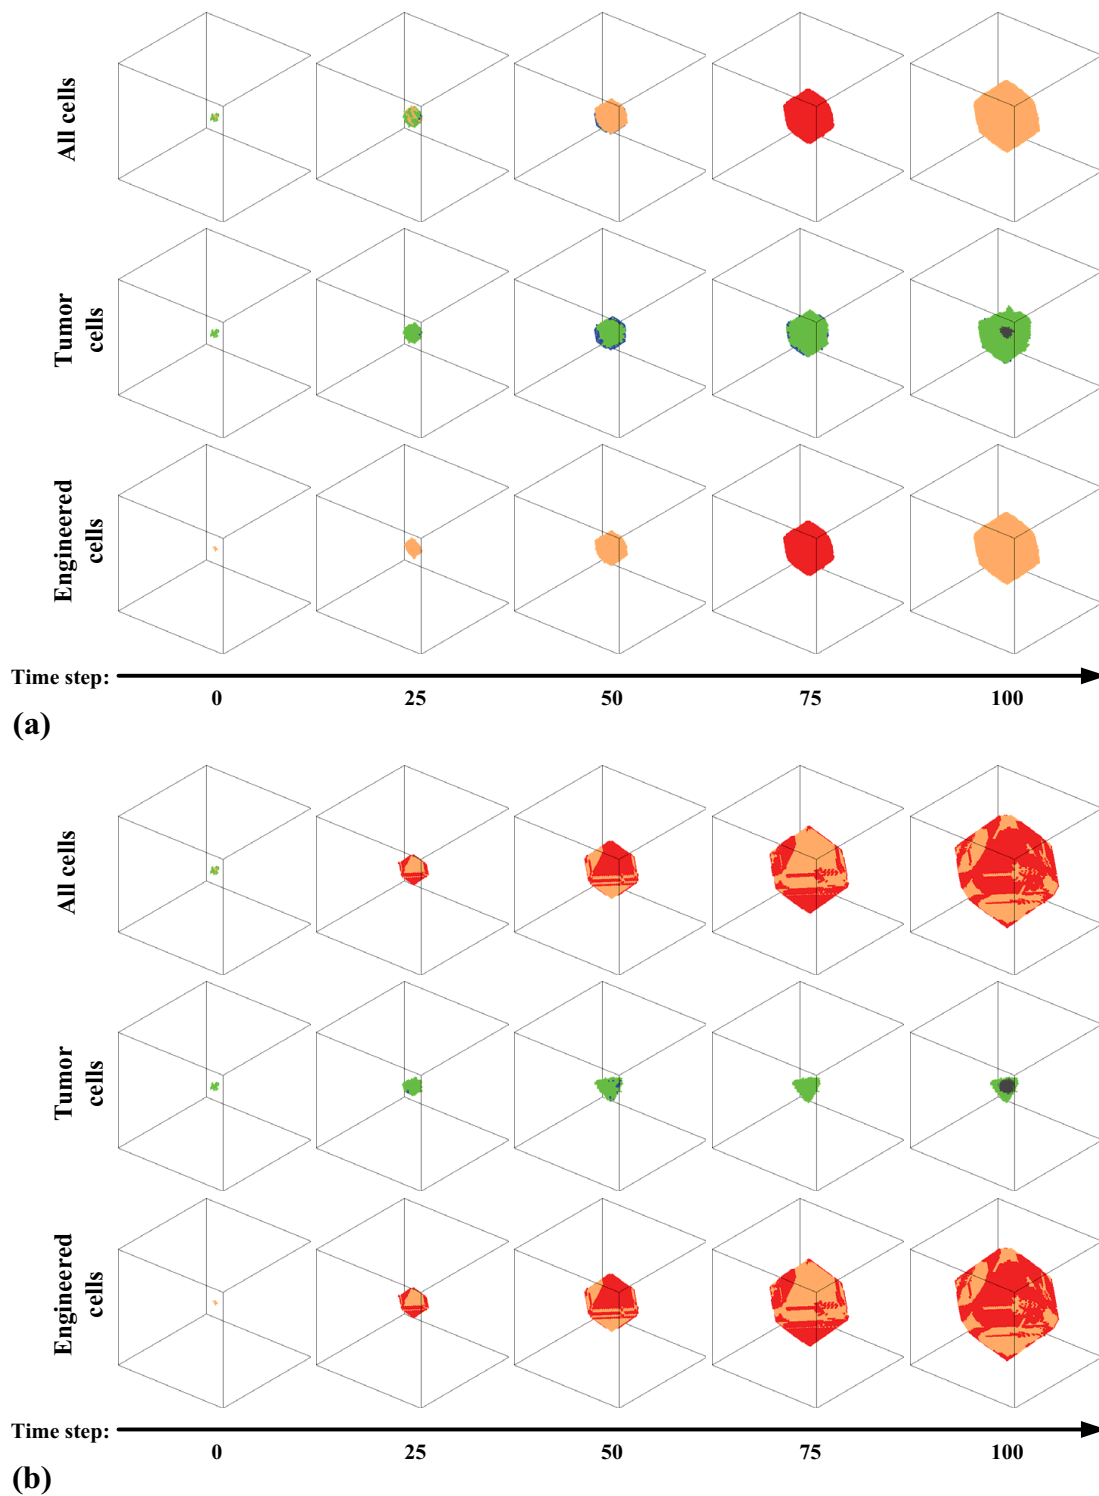 All cells
Tumor
cells
Engineered
cells
Time step:
0 25 50 75 100
(a)
All cells
Tumor
cells
Engineered
cells
Time step:
0 25 50 75 100
(b)